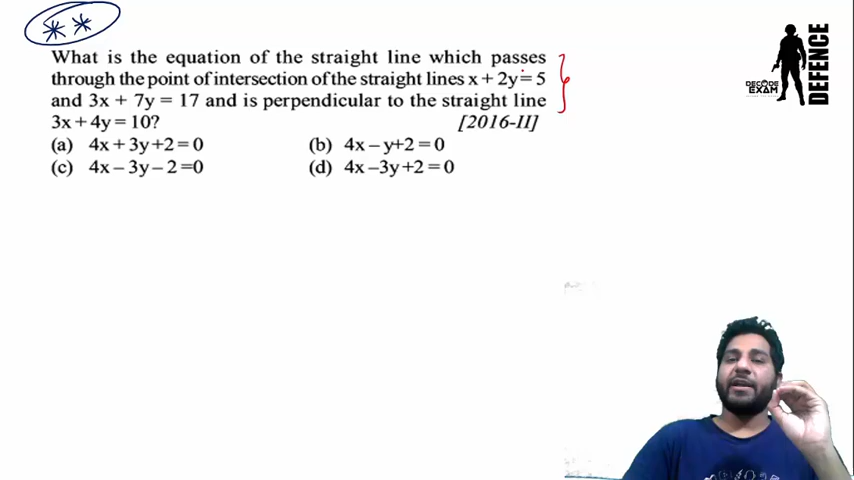 **
What is the equation of the straight line which passes
through the point of intersection of the straight lines x + 2y = 5
and 3x + 7y = 17 and is perpendicular to the straight line
3x + 4y = 10? [2016-II]
(a) 4x + 3y + 2 = 0 (b) 4x – y + 2 = 0
(c) 4x – 3y – 2 = 0 (d) 4x – 3y + 2 = 0
DECODE
EXAM
DEFENCE